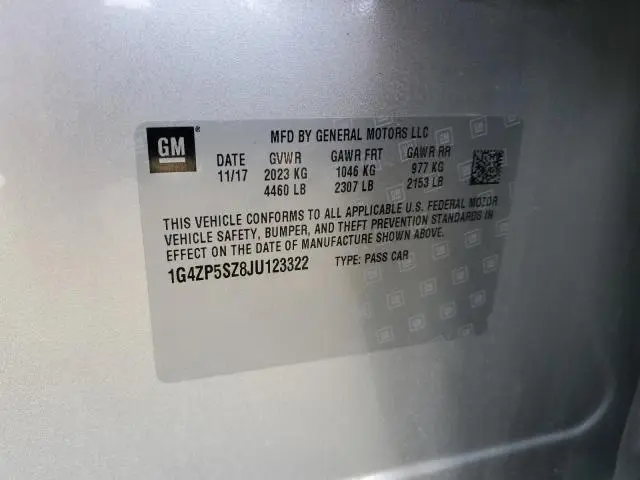 GM
MFD BY GENERAL MOTORS LLC
DATE GVWR GAWR FRT GAWR RR
11/17 2023 KG 1046 KG 977 KG
4460 LB 2307 LB 2153 LB
THIS VEHICLE CONFORMS TO ALL APPLICABLE U.S. FEDERAL MOTOR
VEHICLE SAFETY, BUMPER, AND THEFT PREVENTION STANDARDS IN
EFFECT ON THE DATE OF MANUFACTURE SHOWN ABOVE.
1G4ZP5SZ8JU123322 TYPE: PASS CAR